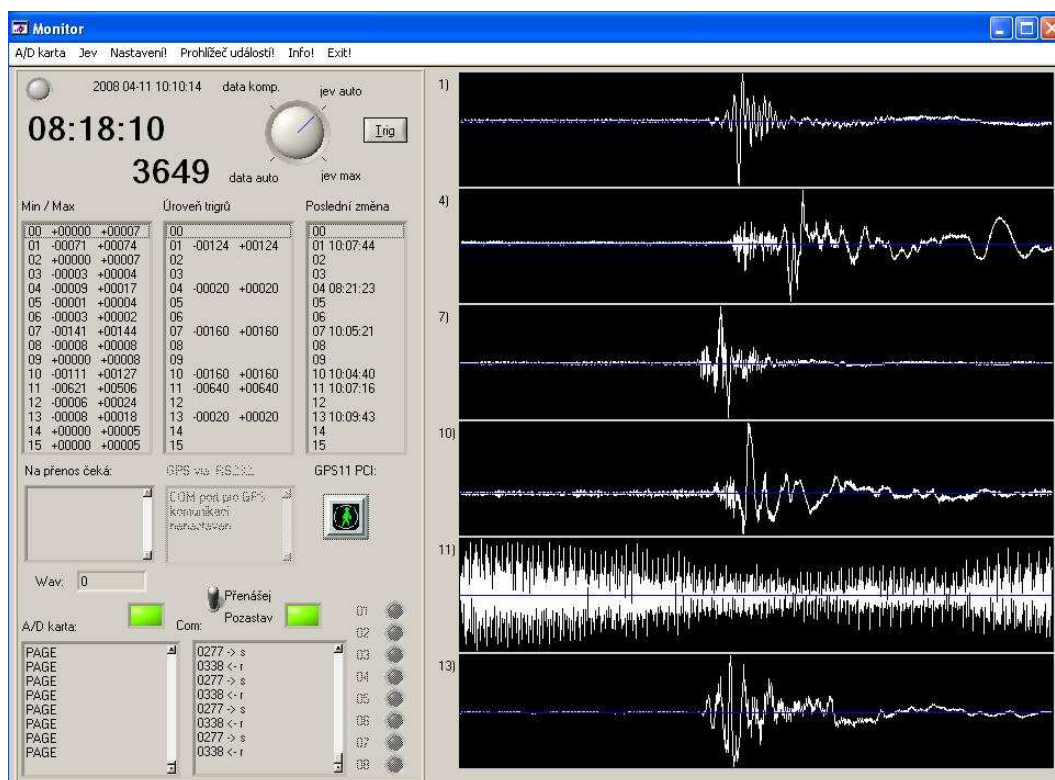 Monitor
A/D karta Jev Nastavení! Prohlížeč událostí! Info! Exit!
2008 04-11 10:10:14 data komp. jev auto
08:18:10
Trig
3649 data auto jev max
Min / Max Úroveň trigrů Poslední změna
00 +00000 +00007 00 00
01 -00071 +00074 01 -00124 +00124 01 10:07:44
02 +00000 +00007 02 02
03 -00003 +00004 03 03
04 -00009 +00017 04 -00020 +00020 04 08:21:23
05 -00001 +00004 05 05
06 -00003 +00002 06 06
07 -00141 +00144 07 -00160 +00160 07 10:05:21
08 -00008 +00008 08 08
09 +00000 +00008 09 09
10 -00111 +00127 10 -00160 +00160 10 10:04:40
11 -00621 +00506 11 -00640 +00640 11 10:07:16
12 -00006 +00024 12 12
13 -00008 +00018 13 -00020 +00020 13 10:09:43
14 +00000 +00005 14 14
15 +00000 +00005 15 15
Na přenos čeká: GPS via RS232 GPS11 PCI:
COM port pro GPS
komunikaci
nenastaven
Wav: 0
Přenášej
Pozastav
A/D karta: Com:
PAGE
PAGE
PAGE
PAGE
PAGE
PAGE
PAGE
PAGE
0277 -> s
0338 <- r
0277 -> s
0338 <- r
0277 -> s
0338 <- r
0277 -> s
0338 <- r
01
02
03
04
05
06
07
08
1)
4)
7)
10)
11)
13)